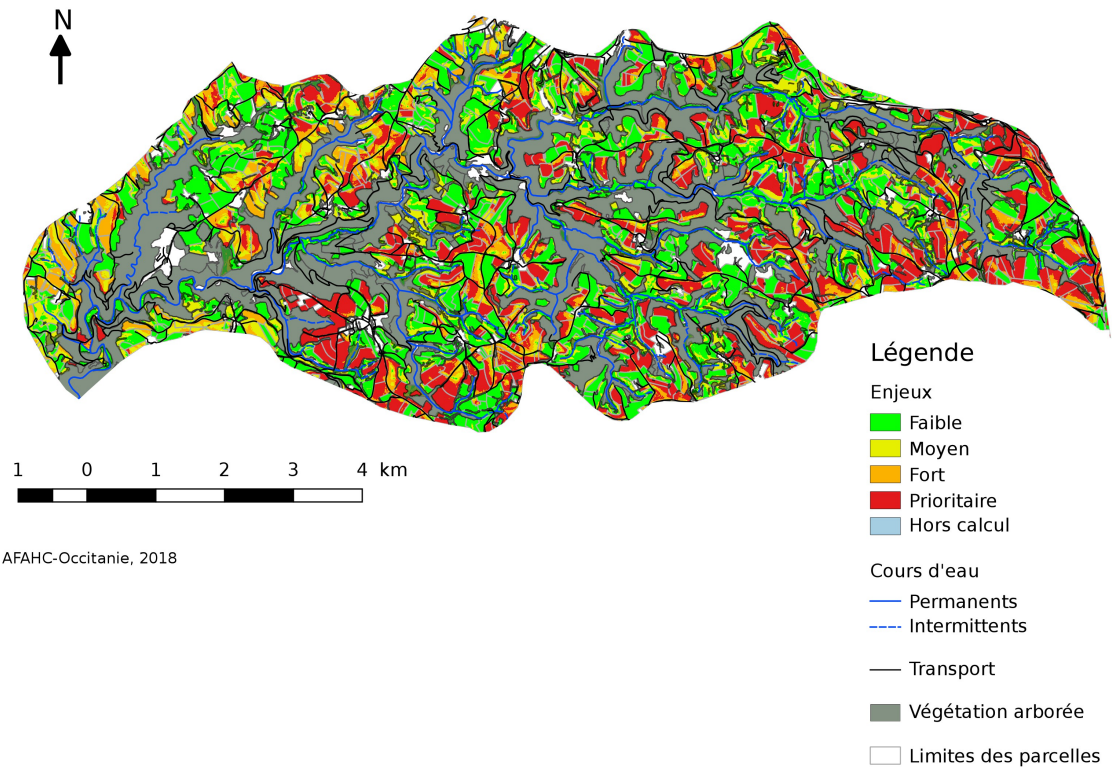 N
Légende
Enjeux
Faible
Moyen
Fort
Prioritaire
Hors calcul
1 0 1 2 3 4 km
AFAHC-Occitanie, 2018
Cours d'eau
Permanents
Intermittents
Transport
Végétation arborée
Limites des parcelles